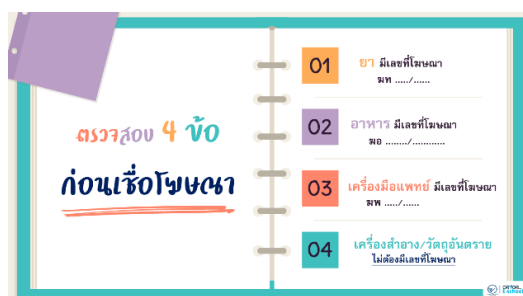 ตรวจสอบ 4 ข้อ
ก่อนเชื่อโฆษณา
01
ยา มีเลขที่โฆษณา
ฆท ...../......
02
อาหาร มีเลขที่โฆษณา
ฆอ ......../............
03
เครื่องมือแพทย์ มีเลขที่โฆษณา
ฆพ ...../......
04
เครื่องสำอาง/วัตถุอันตราย
ไม่ต้องมีเลขที่โฆษณา